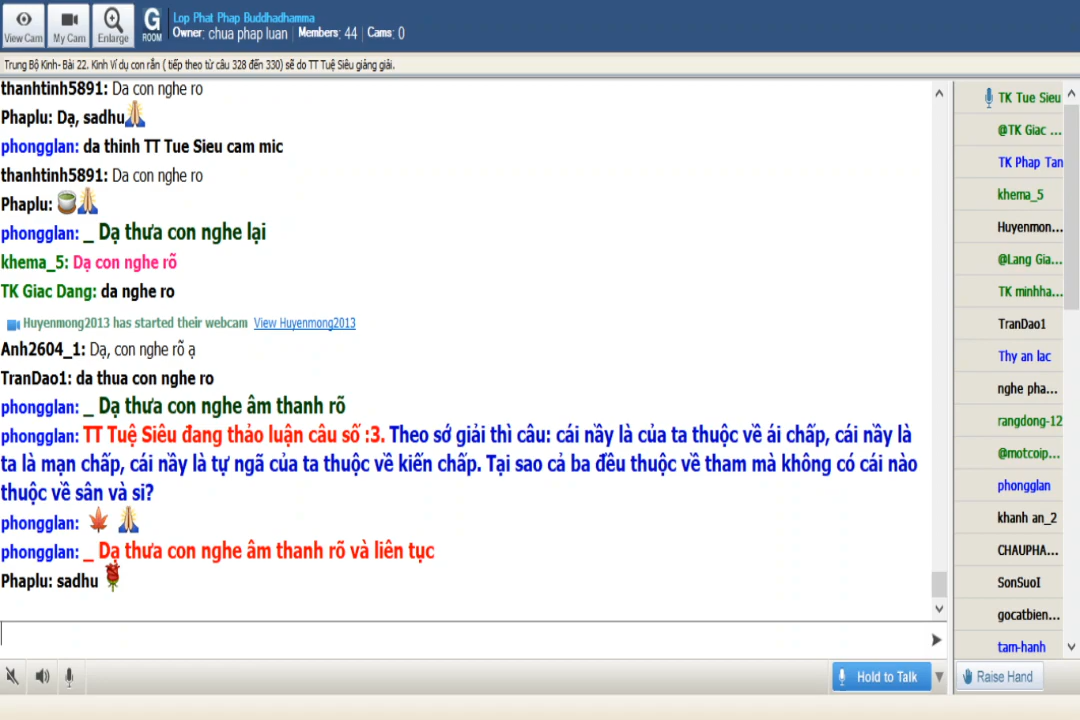 View Cam
My Cam
Enlarge
G
ROOM
Lop Phat Phap Buddhadhamma
Owner: chua phap luan | Members: 44 | Cams: 0
Trung Bộ Kinh- Bài 22. Kinh Ví dụ con rắn ( tiếp theo từ câu 328 đến 330) sẽ do TT Tuệ Siêu giảng giải.
thanhtinh5891: Da con nghe ro
Phaplu: Dạ, sadhu
phongglan: da thinh TT Tue Sieu cam mic
thanhtinh5891: Da con nghe ro
Phaplu:
phongglan: _ Dạ thưa con nghe lại
khema_5: Dạ con nghe rõ
TK Giac Dang: da nghe ro
Huyenmong2013 has started their webcam View Huyenmong2013
Anh2604_1: Dạ, con nghe rõ ạ
TranDao1: da thua con nghe ro
phongglan: _ Dạ thưa con nghe âm thanh rõ
phongglan: TT Tuệ Siêu đang thảo luận câu số :3. Theo sớ giải thì câu: cái nầy là của ta thuộc về ái chấp, cái nầy là
ta là mạn chấp, cái nầy là tự ngã của ta thuộc về kiến chấp. Tại sao cả ba đều thuộc về tham mà không có cái nào
thuộc về sân và si?
phongglan:
phongglan: _ Dạ thưa con nghe âm thanh rõ và liên tục
Phaplu: sadhu
TK Tue Sieu
@TK Giac ...
TK Phap Tan
khema_5
Huyenmon...
@Lang Gia...
TK minhha...
TranDao1
Thy an lac
nghe pha...
rangdong-12
@motcoip...
phongglan
khanh an_2
CHAUPHA...
SonSuoI
gocatbien...
tam-hanh
Hold to Talk
Raise Hand